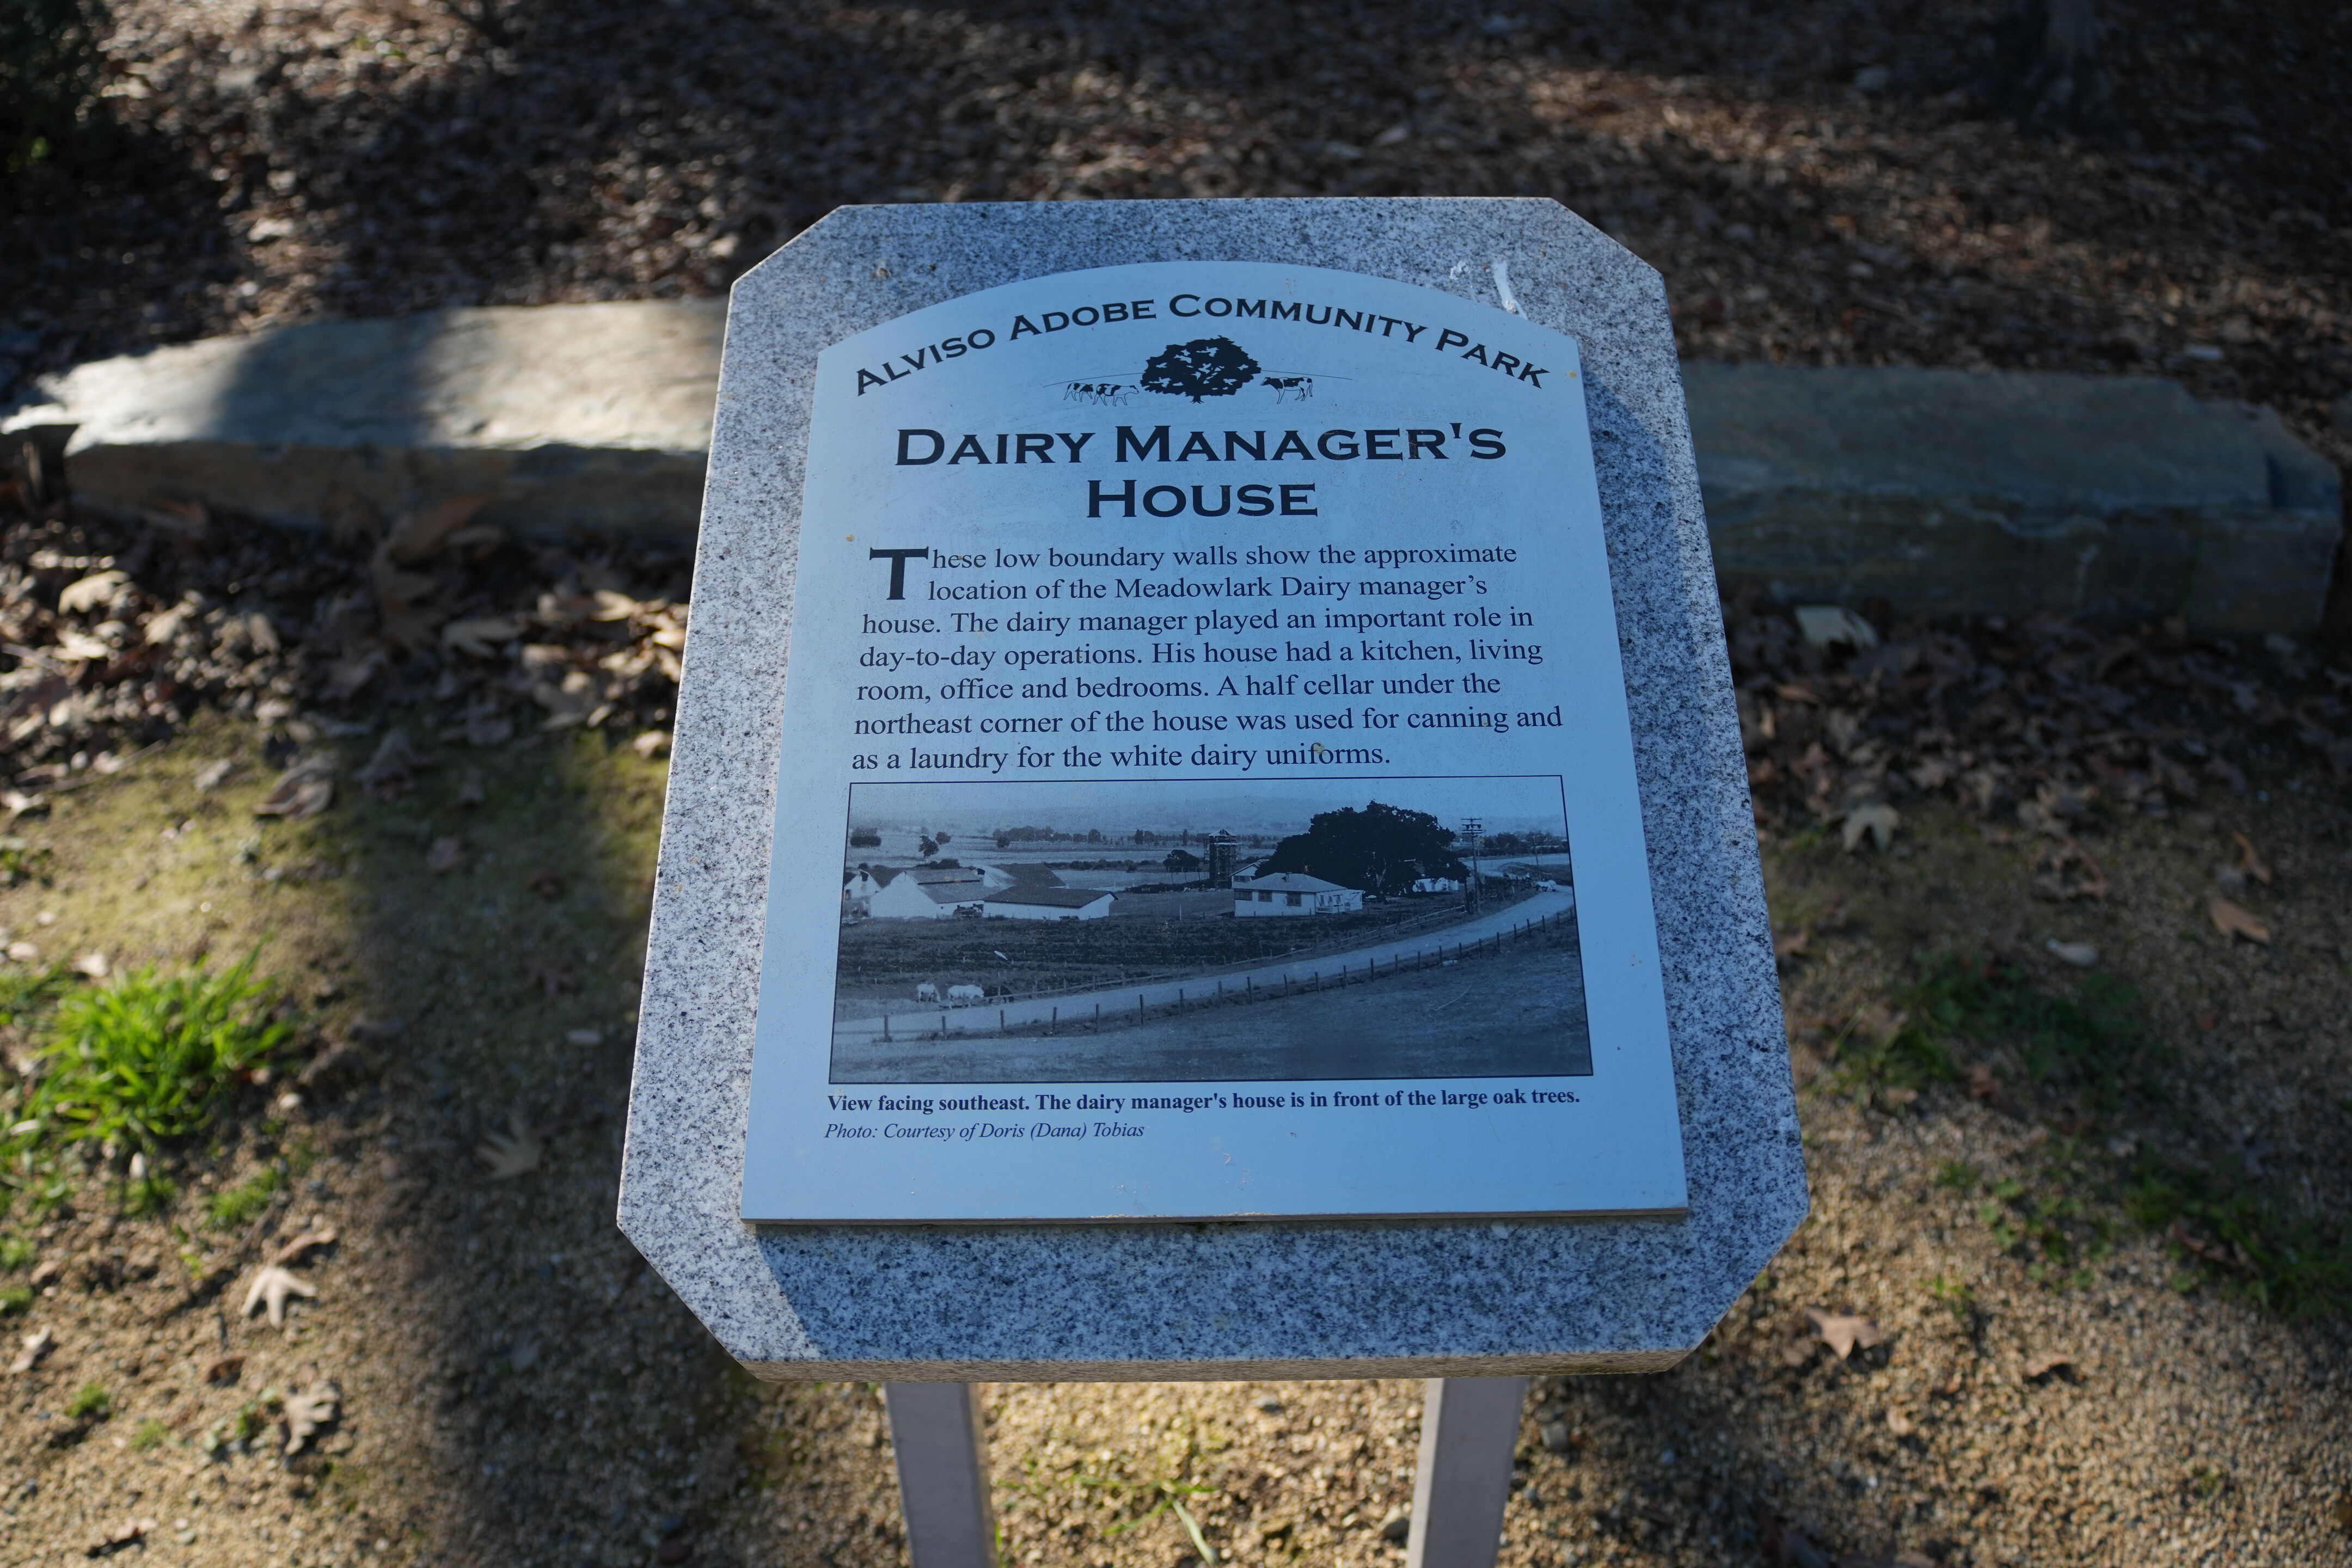 ALVISO ADOBE COMMUNITY PARK
DAIRY MANAGER'S
HOUSE
These low boundary walls show the approximate
location of the Meadowlark Dairy manager's
house. The dairy manager played an important role in
day-to-day operations. His house had a kitchen, living
room, office and bedrooms. A half cellar under the
northeast corner of the house was used for canning and
as a laundry for the white dairy uniforms.
View facing southeast. The dairy manager's house is in front of the large oak trees.
Photo: Courtesy of Doris (Dana) Tobias